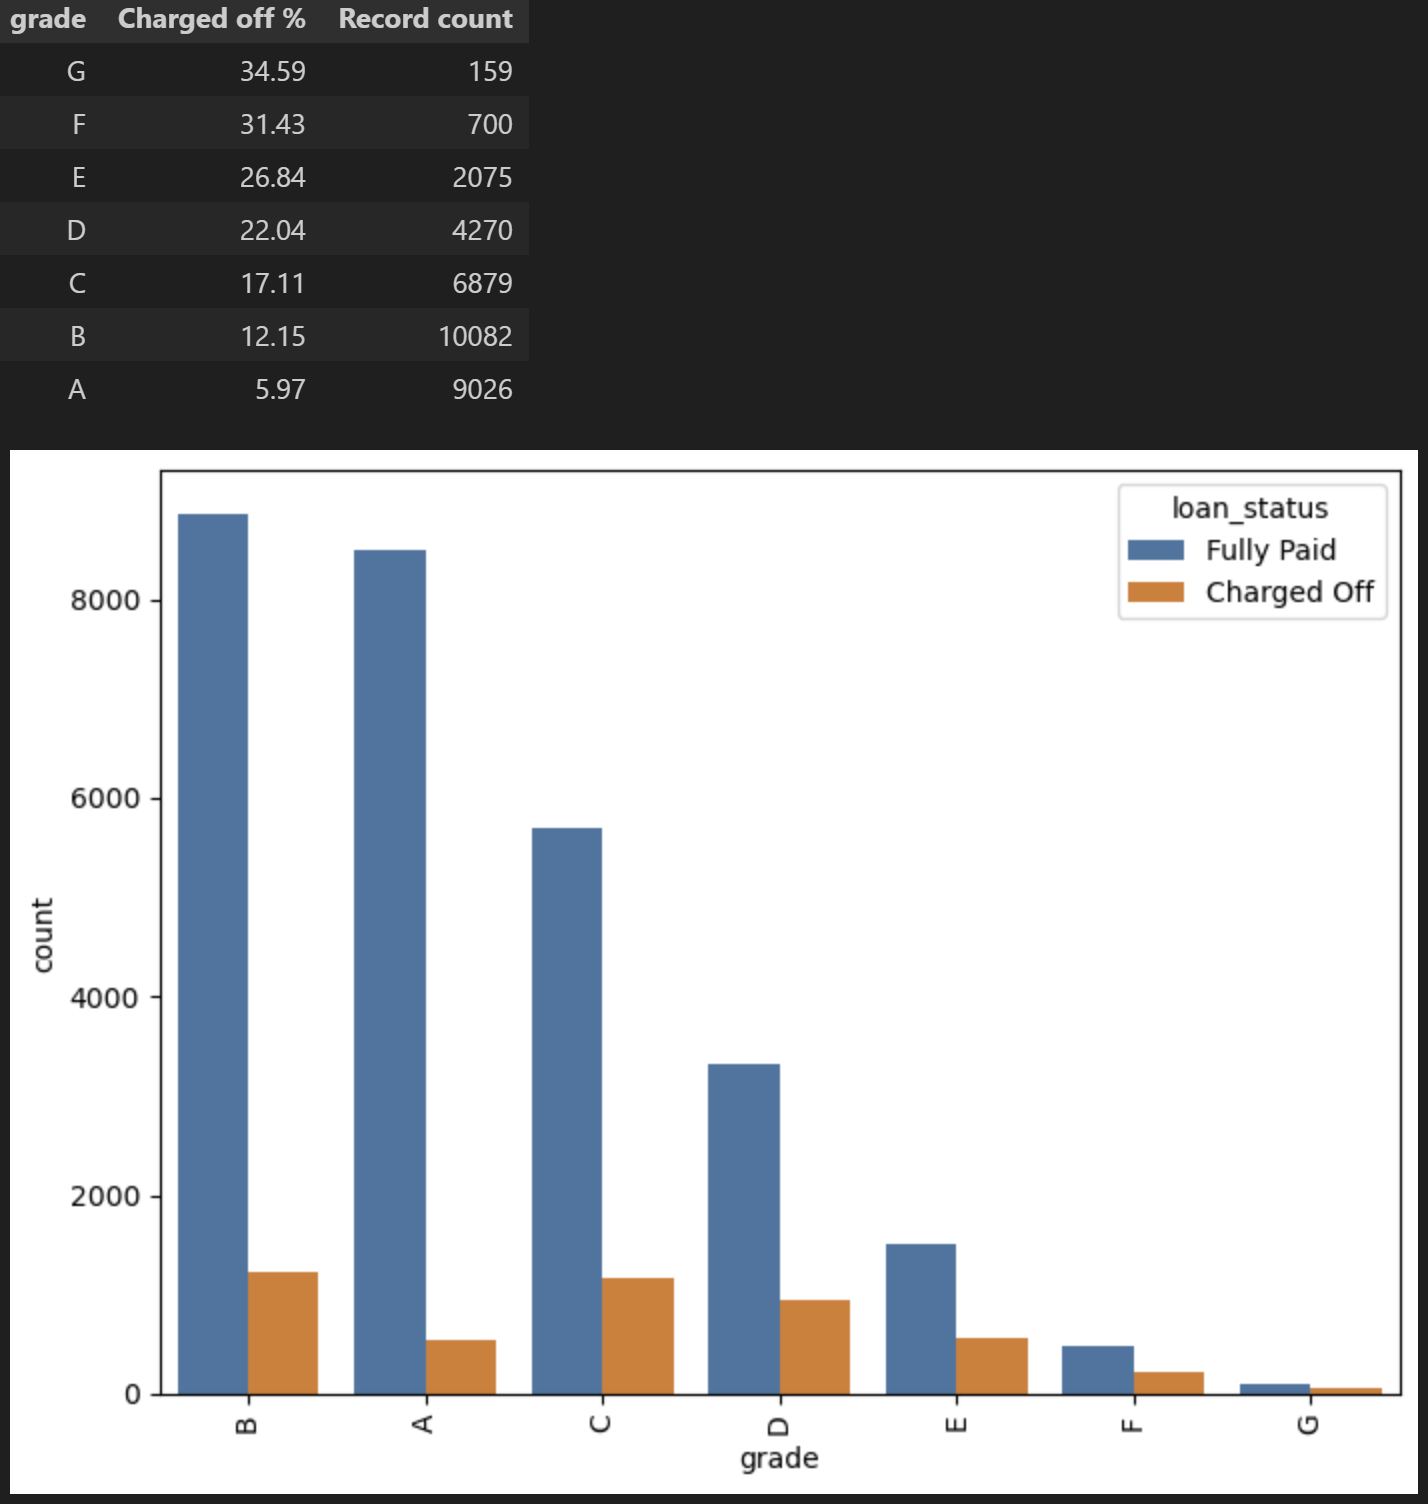 grade Charged off % Record count
G 34.59 159
F 31.43 700
E 26.84 2075
D 22.04 4270
C 17.11 6879
B 12.15 10082
A 5.97 9026
loan_status
Fully Paid
Charged Off
8000
6000
4000
2000
0
count
B A C D E F G
grade